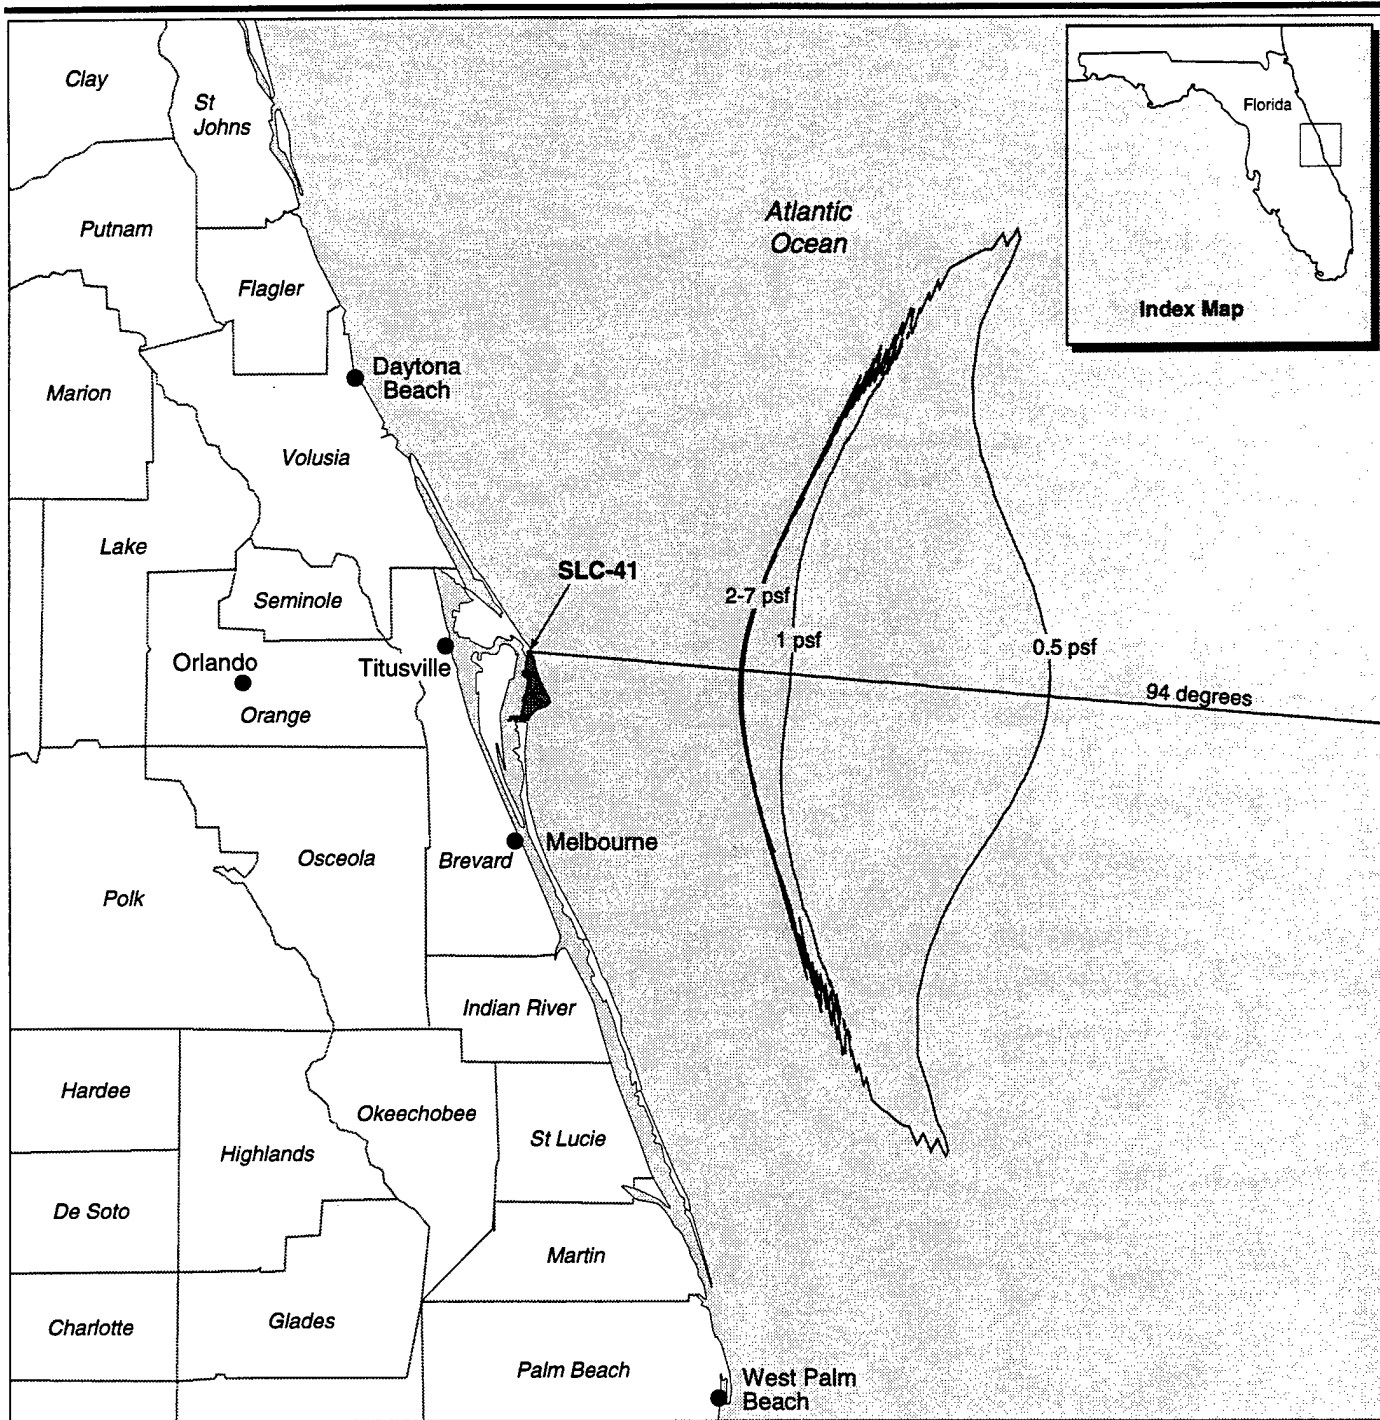 Clay
St
Johns
Florida
Atlantic
Ocean
Putnam
Flagler
Index Map
Daytona
Beach
Marion
Volusia
Lake
SLC-41
2-7 psf
Seminole
1 psf
0.5 psf
Orlando
Titusville
94 degrees
Orange
Melbourne
Osceola
Brevard
Polk
Indian River
Hardee
Okeechobee
St Lucie
Highlands
De Soto
Martin
Glades
Charlotte
Palm Beach
West Palm
Beach